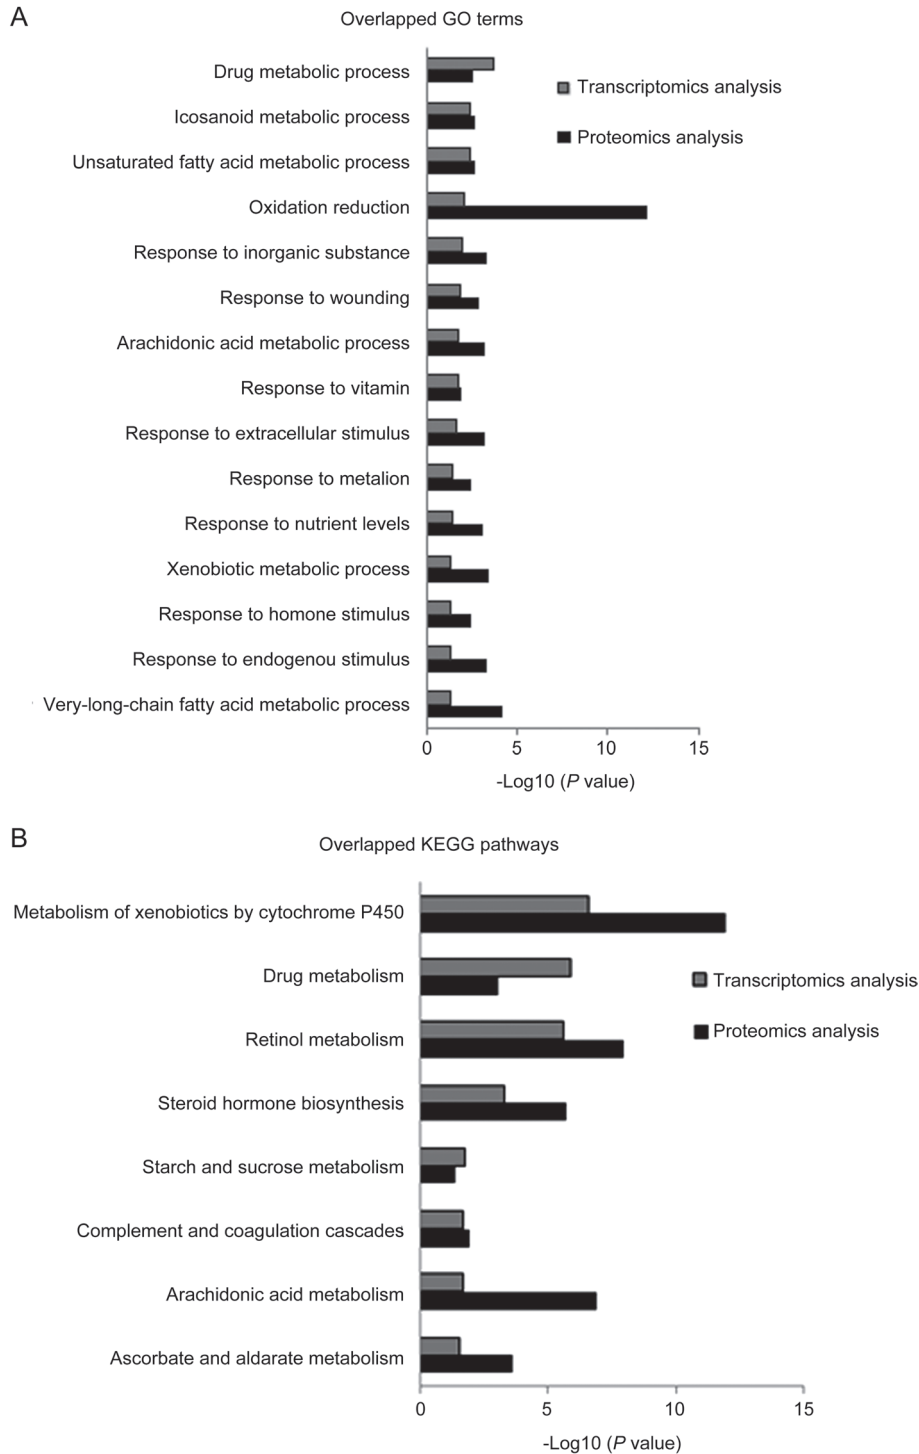 A
Overlapped GO terms
Drug metabolic process
Transcriptomics analysis
Icosanoid metabolic process
Proteomics analysis
Unsaturated fatty acid metabolic process
Oxidation reduction
Response to inorganic substance
Response to wounding
Arachidonic acid metabolic process
Response to vitamin
Response to extracellular stimulus
Response to metalion
Response to nutrient levels
Xenobiotic metabolic process
Response to homone stimulus
Response to endogenou stimulus
Very-long-chain fatty acid metabolic process
0 5 10 15
-Log10 (P value)
B
Overlapped KEGG pathways
Metabolism of xenobiotics by cytochrome P450
Drug metabolism
Transcriptomics analysis
Retinol metabolism
Proteomics analysis
Steroid hormone biosynthesis
Starch and sucrose metabolism
Complement and coagulation cascades
Arachidonic acid metabolism
Ascorbate and aldarate metabolism
0 5 10 15
-Log10 (P value)